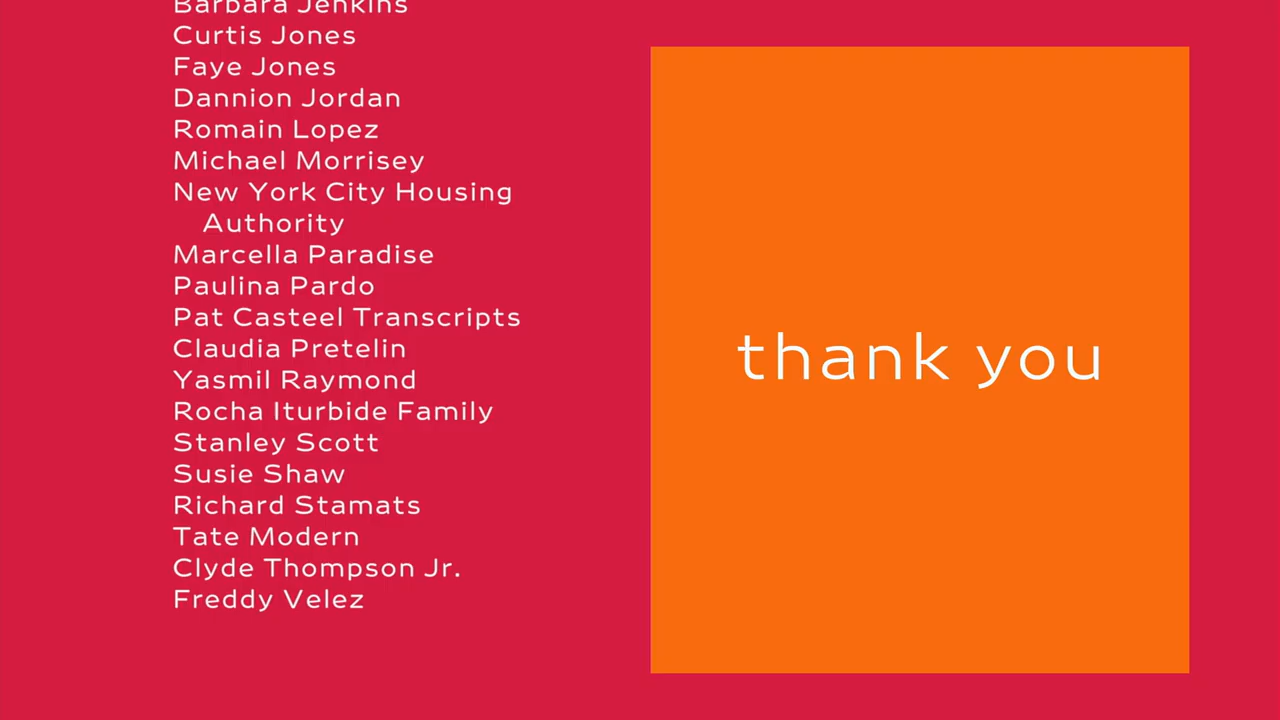 Barbara Jenkins
Curtis Jones
Faye Jones
Dannion Jordan
Romain Lopez
Michael Morrisey
New York City Housing
Authority
Marcella Paradise
Paulina Pardo
Pat Casteel Transcripts
Claudia Pretelin
Yasmil Raymond
Rocha Iturbide Family
Stanley Scott
Susie Shaw
Richard Stamats
Tate Modern
Clyde Thompson Jr.
Freddy Velez
thank you